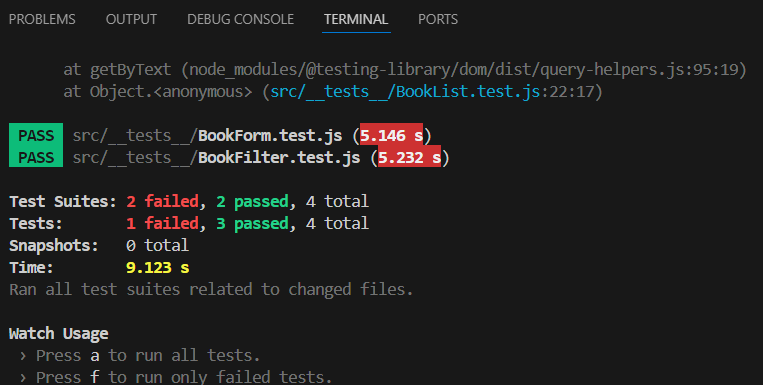 PROBLEMS OUTPUT DEBUG CONSOLE TERMINAL PORTS
at getByText (node_modules/@testing-library/dom/dist/query-helpers.js:95:19)
at Object.<anonymous> (src/__tests__/BookList.test.js:22:17)
PASS src/__tests__/BookForm.test.js (5.146 s)
PASS src/__tests__/BookFilter.test.js (5.232 s)
Test Suites: 2 failed, 2 passed, 4 total
Tests: 1 failed, 3 passed, 4 total
Snapshots: 0 total
Time: 9.123 s
Ran all test suites related to changed files.
Watch Usage
› Press a to run all tests.
› Press f to run only failed tests.